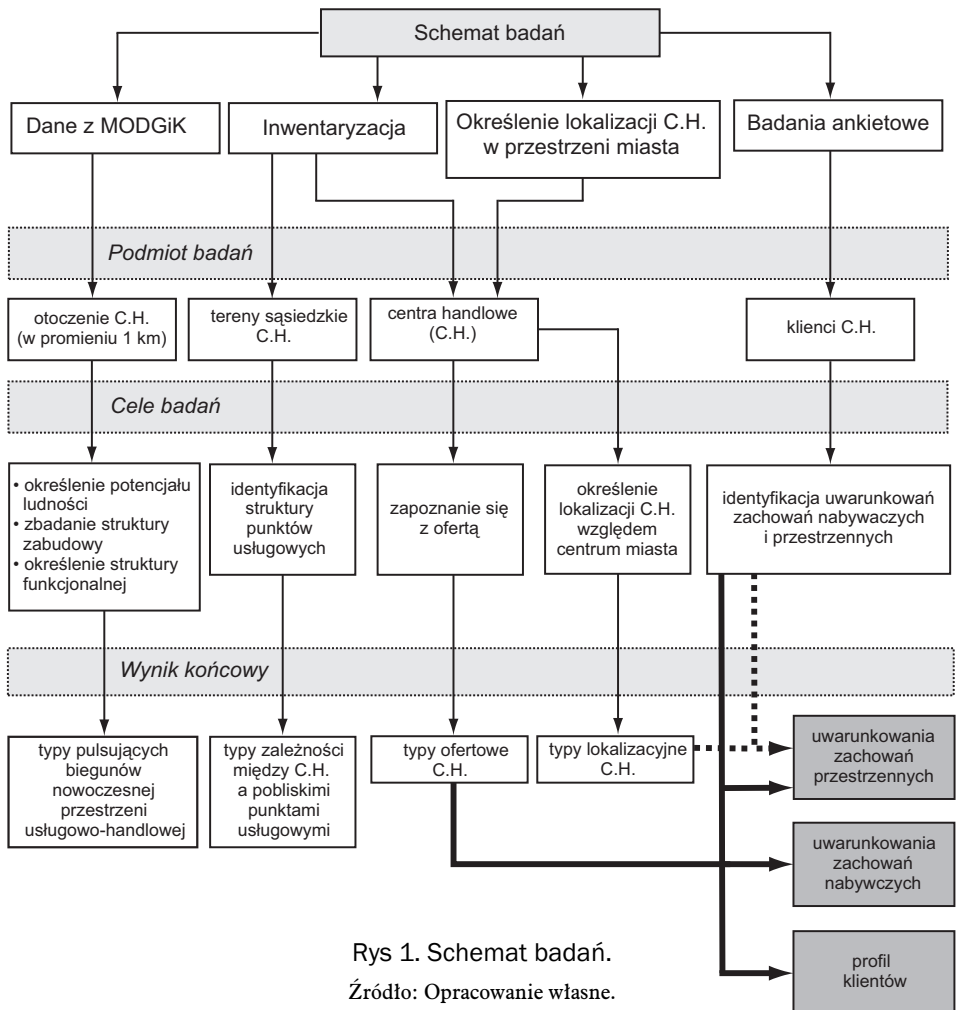 Schemat badań
Dane z MODGiK
Inwentaryzacja
Określenie lokalizacji C.H.
w przestrzeni miasta
Badania ankietowe
Podmiot badań
otoczenie C.H.
(w promieniu 1 km)
tereny sąsiedzkie
C.H.
centra handlowe
(C.H.)
klienci C.H.
Cele badań
• określenie potencjału
ludności
• zbadanie struktury
zabudowy
• określenie struktury
funkcjonalnej
identyfikacja
struktury
punktów
usługowych
zapoznanie się
z ofertą
określenie
lokalizacji C.H.
względem
centrum miasta
identyfikacja uwarunkowań
zachowań nabywaczych
i przestrzennych
Wynik końcowy
typy pulsujących
biegunów
nowoczesnej
przestrzeni
usługowo-handlowej
typy zależności
między C.H.
a pobliskimi
punktami
usługowymi
typy ofertowe
C.H.
typy lokalizacyjne
C.H.
uwarunkowania
zachowań
przestrzennych
uwarunkowania
zachowań
nabywczych
profil
klientów
Rys 1. Schemat badań.
Źródło: Opracowanie własne.